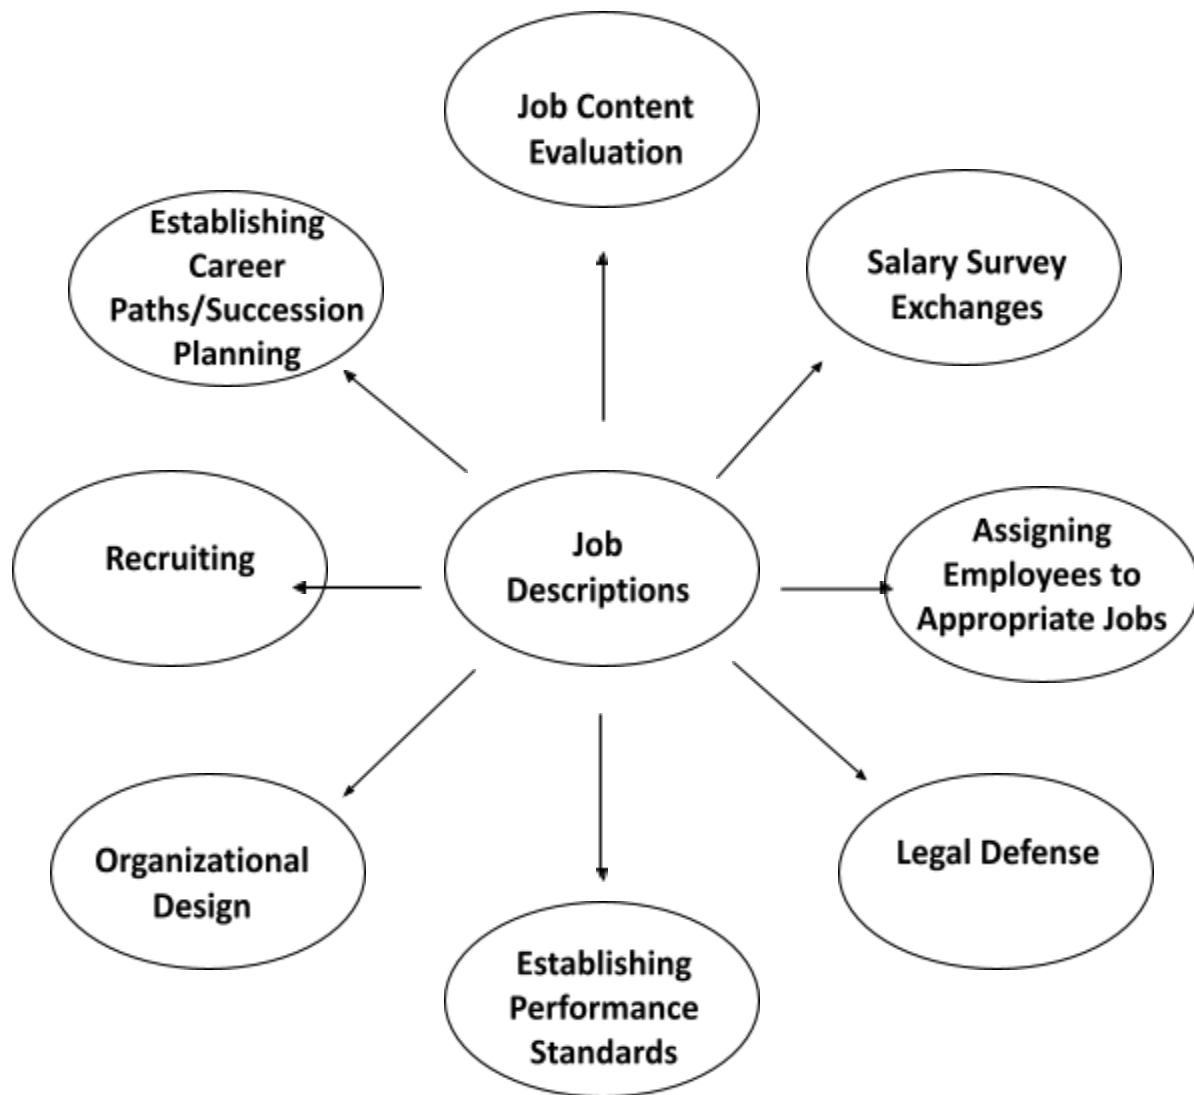 Job Content
Evaluation
Establishing
Career
Paths/Succession
Planning
Salary Survey
Exchanges
Recruiting
Job
Descriptions
Assigning
Employees to
Appropriate Jobs
Organizational
Design
Legal Defense
Establishing
Performance
Standards